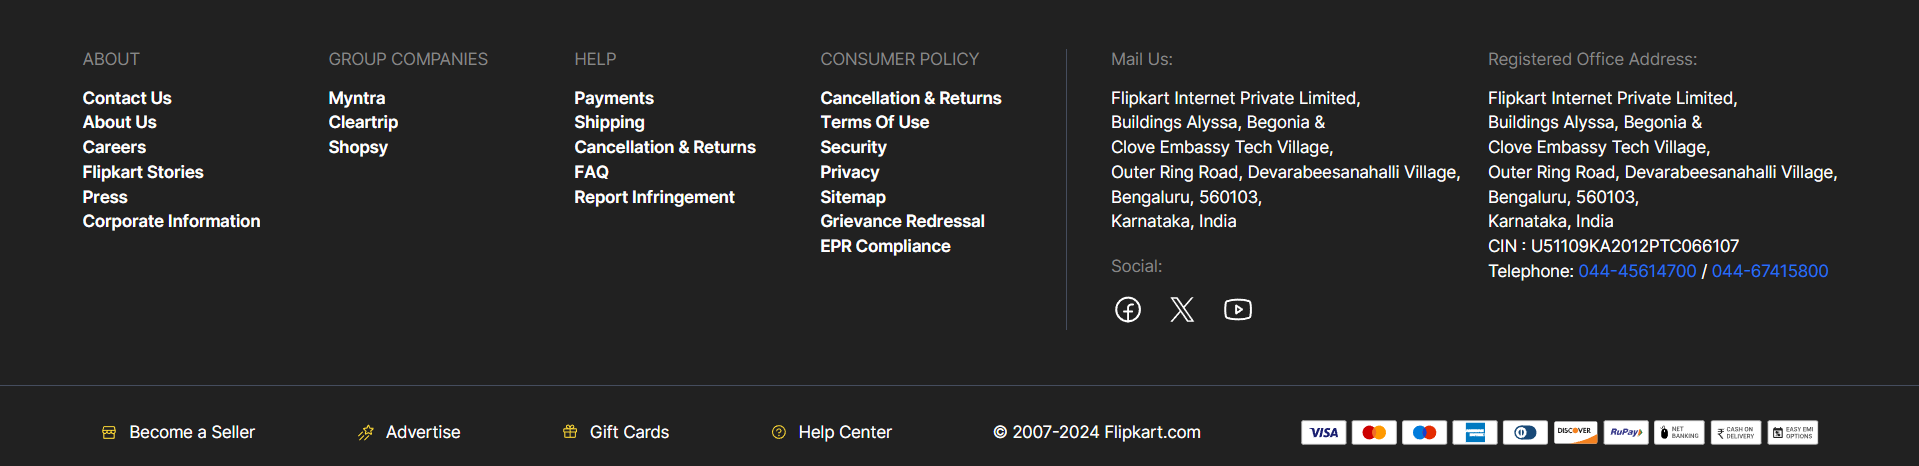 ABOUT
Contact Us
About Us
Careers
Flipkart Stories
Press
Corporate Information
GROUP COMPANIES
Myntra
Cleartrip
Shopsy
HELP
Payments
Shipping
Cancellation & Returns
FAQ
Report Infringement
CONSUMER POLICY
Cancellation & Returns
Terms Of Use
Security
Privacy
Sitemap
Grievance Redressal
EPR Compliance
Mail Us:
Flipkart Internet Private Limited,
Buildings Alyssa, Begonia &
Clove Embassy Tech Village,
Outer Ring Road, Devarabeesanahalli Village,
Bengaluru, 560103,
Karnataka, India
Social:
Registered Office Address:
Flipkart Internet Private Limited,
Buildings Alyssa, Begonia &
Clove Embassy Tech Village,
Outer Ring Road, Devarabeesanahalli Village,
Bengaluru, 560103,
Karnataka, India
CIN : U51109KA2012PTC066107
Telephone: 044-45614700 / 044-67415800
Become a Seller
Advertise
Gift Cards
Help Center
© 2007-2024 Flipkart.com
VISA
DISCOVER
RuPay
NET
BANKING
CASH ON
DELIVERY
EASY EMI
OPTIONS